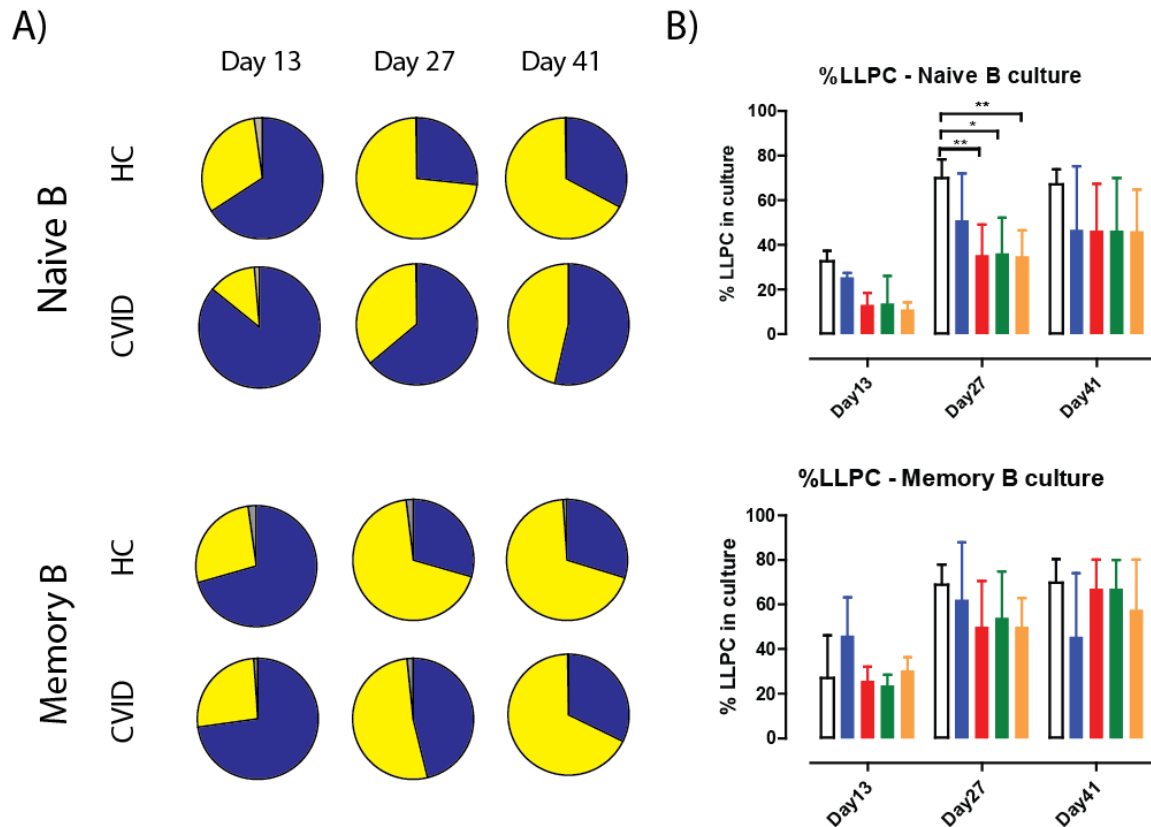 A)
Day 13 Day 27 Day 41
Naive B
HC
CVID
Memory B
HC
CVID
B)
%LLPC - Naive B culture
% LLPC in culture
100
80
60
40
20
0
**
*
**
Day13 Day27 Day41
%LLPC - Memory B culture
% LLPC in culture
100
80
60
40
20
0
Day13 Day27 Day41